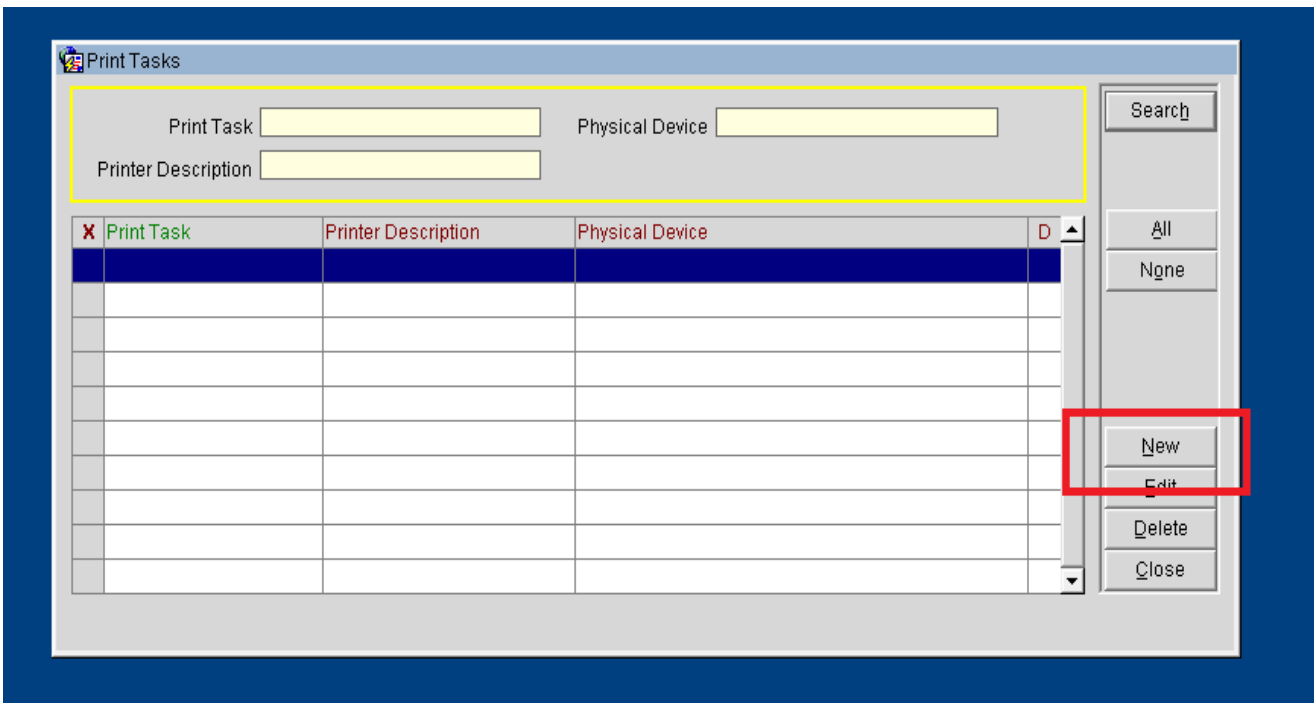 Print Tasks
Print Task Physical Device Search
Printer Description
X Print Task Printer Description Physical Device D All
None
New
Edit
Delete
Close